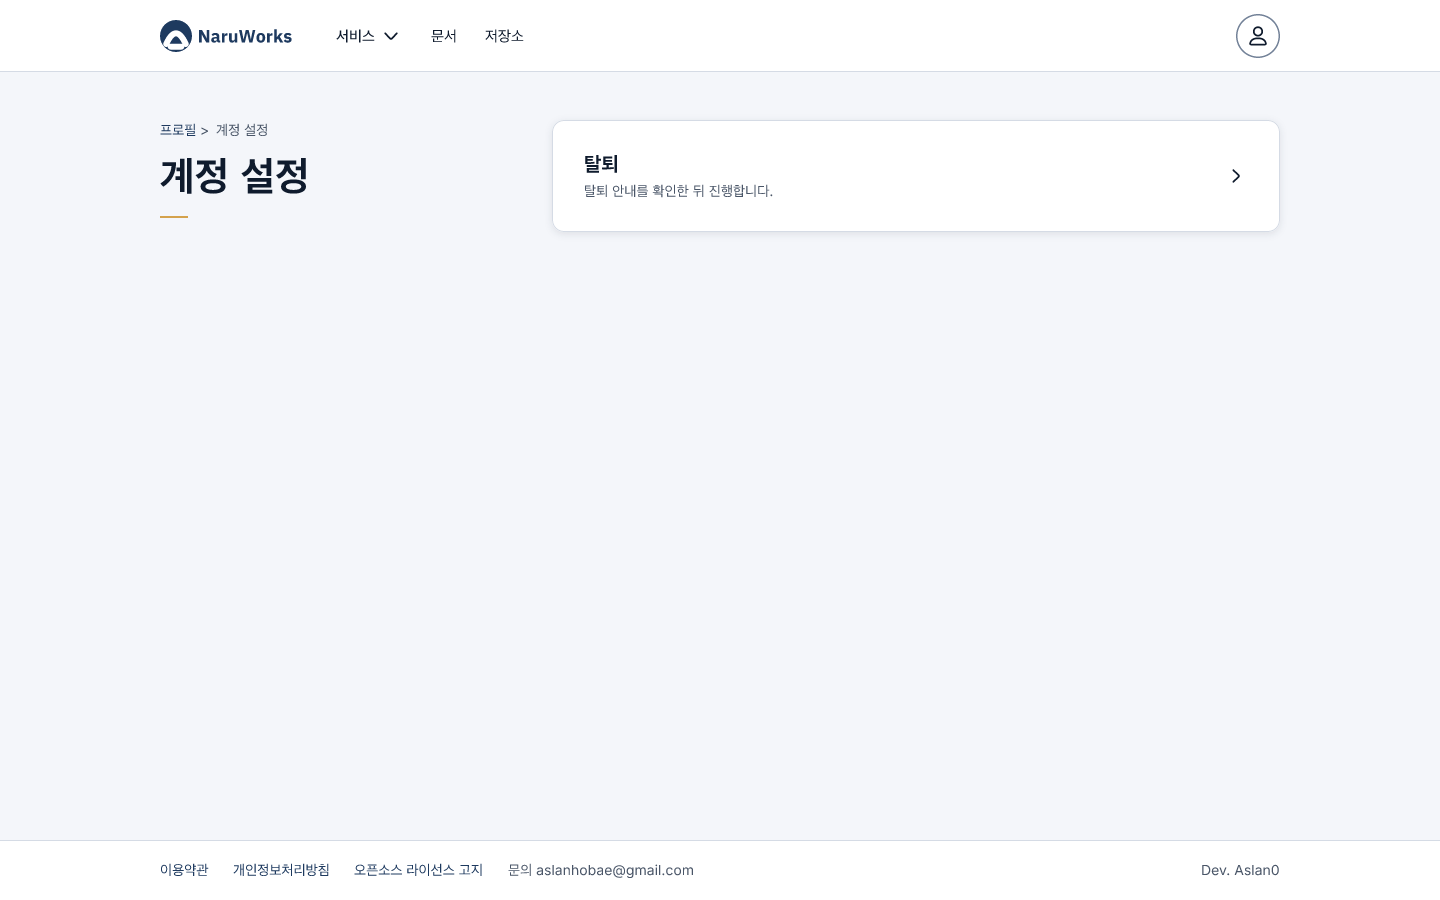 NaruWorks 서비스 문서 저장소
프로필 > 계정 설정
계정 설정
탈퇴
탈퇴 안내를 확인한 뒤 진행합니다.
이용약관 개인정보처리방침 오픈소스 라이선스 고지 문의 aslanhobae@gmail.com Dev. Aslan0